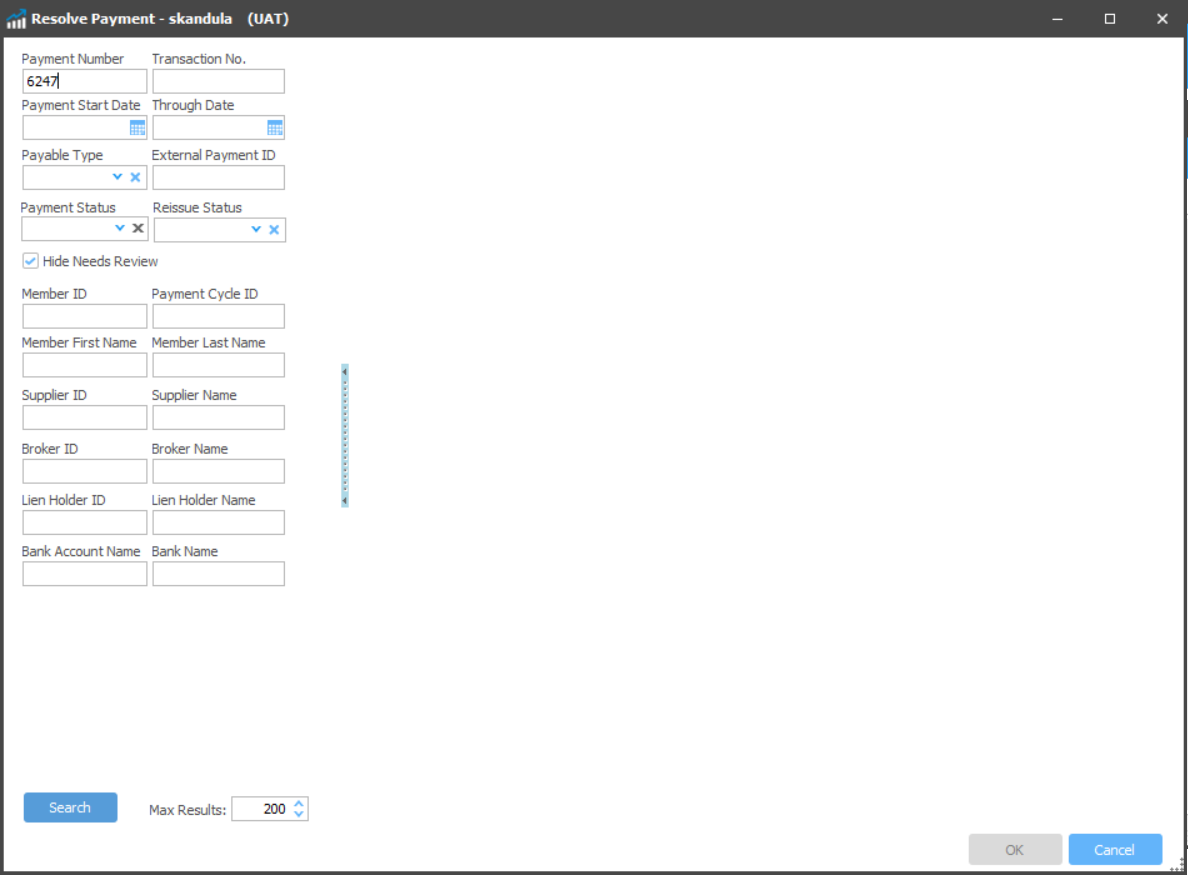 Resolve Payment - skandula (UAT)
Payment Number Transaction No.
6247
Payment Start Date Through Date
Payable Type External Payment ID
Payment Status Reissue Status
Hide Needs Review
Member ID Payment Cycle ID
Member First Name Member Last Name
Supplier ID Supplier Name
Broker ID Broker Name
Lien Holder ID Lien Holder Name
Bank Account Name Bank Name
Search Max Results: 200
OK Cancel